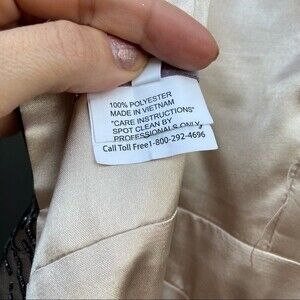 100% POLYESTER
MADE IN VIETNAM
"CARE INSTRUCTIONS"
SPOT CLEAN BY
PROFESSIONALS ONLY,
Call Toll Free1-800-292-4696